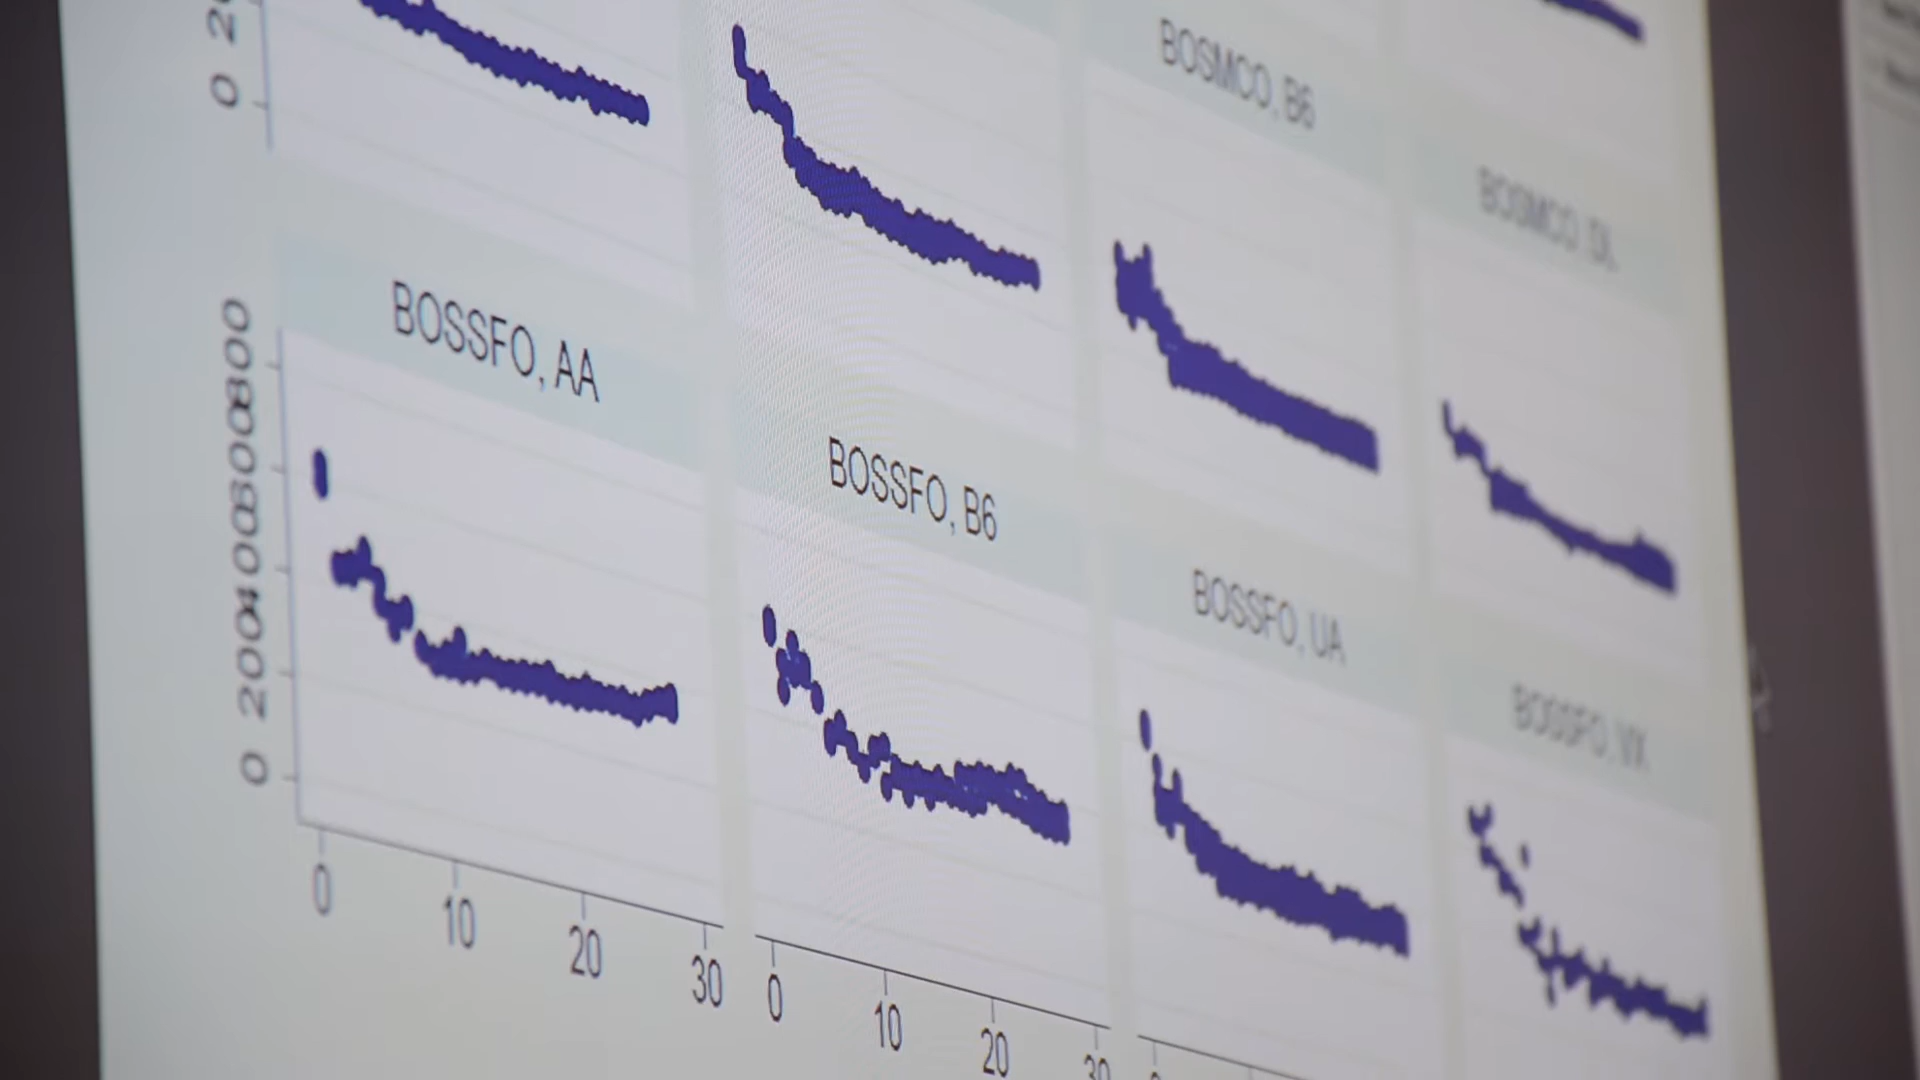 0
BOSMCO, B6
BOSMCO, DL
BOSSFO, AA
BOSSFO, B6
BOSSFO, UA
BOSSFO, VX
800
600
400
200
0
0 10 20 30
0 10 20 30